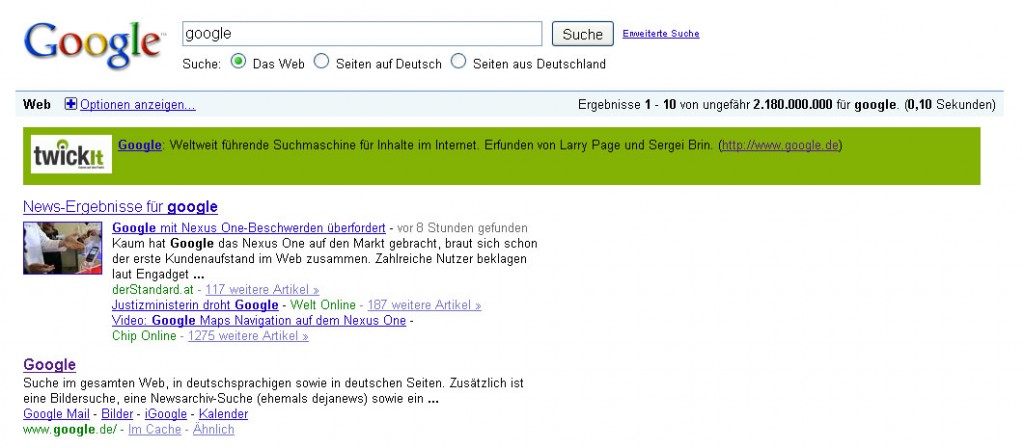 Google™ google Suche Erweiterte Suche
Suche: Das Web Seiten auf Deutsch Seiten aus Deutschland
Web Optionen anzeigen... Ergebnisse 1 - 10 von ungefähr 2.180.000.000 für google. (0,10 Sekunden)
twickit Google: Weltweit führende Suchmaschine für Inhalte im Internet. Erfunden von Larry Page und Sergei Brin. (http://www.google.de)
News-Ergebnisse für google
Google mit Nexus One-Beschwerden überfordert - vor 8 Stunden gefunden
Kaum hat Google das Nexus One auf den Markt gebracht, braut sich schon
der erste Kundenaufstand im Web zusammen. Zahlreiche Nutzer beklagen
laut Engadget ...
derStandard.at - 117 weitere Artikel »
Justizministerin droht Google - Welt Online - 187 weitere Artikel »
Video: Google Maps Navigation auf dem Nexus One -
Chip Online - 1275 weitere Artikel »
Google
Suche im gesamten Web, in deutschsprachigen sowie in deutschen Seiten. Zusätzlich ist
eine Bildersuche, eine Newsarchiv-Suche (ehemals dejanews) sowie ein ...
Google Mail - Bilder - iGoogle - Kalender
www.google.de/ - Im Cache - Ähnlich